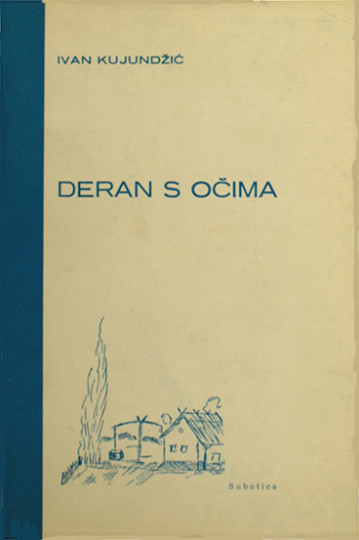 IVAN KUJUNDŽIĆ
DERAN S OČIMA
Subotica